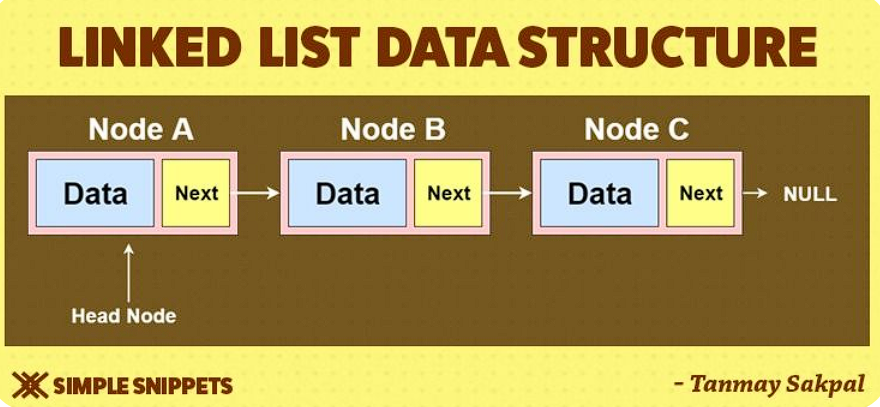 LINKED LIST DATA STRUCTURE
Node A Node B Node C
Data Next Data Next Data Next NULL
Head Node
SIMPLE SNIPPETS - Tanmay Sakpal